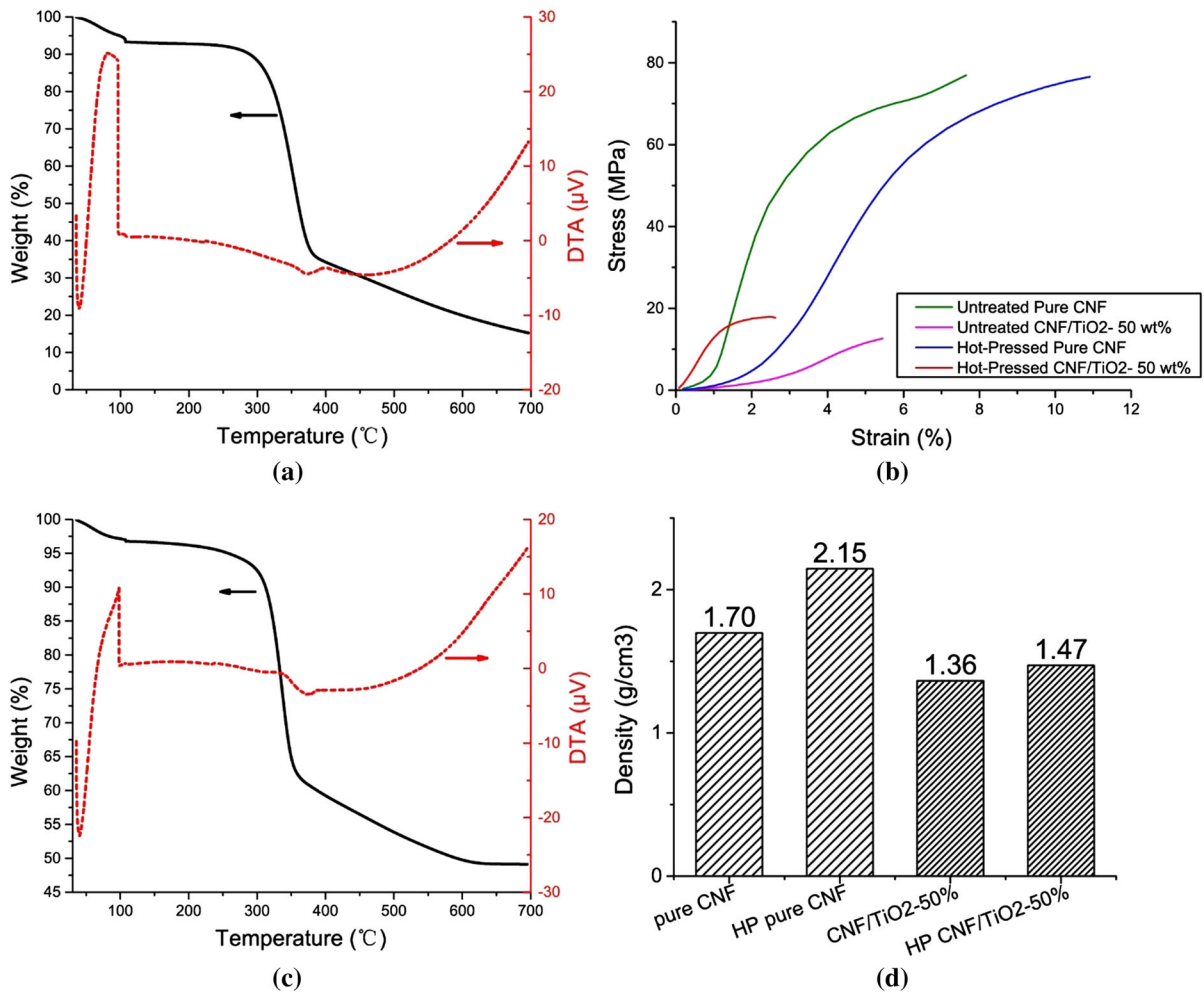 100
90
80
70
60
50
40
30
20
10
0
Weight (%)
30
20
10
0
-10
-20
DTA (μV)
100 200 300 400 500 600 700
Temperature (℃)
(a)
80
60
40
20
0
Stress (MPa)
Untreated Pure CNF
Untreated CNF/TiO2- 50 wt%
Hot-Pressed Pure CNF
Hot-Pressed CNF/TiO2- 50 wt%
0 2 4 6 8 10 12
Strain (%)
(b)
100
95
90
85
80
75
70
65
60
55
50
45
Weight (%)
20
10
0
-10
-20
-30
DTA (μV)
100 200 300 400 500 600 700
Temperature (℃)
(c)
2
1
0
Density (g/cm3)
1.70
2.15
1.36
1.47
pure CNF
HP pure CNF
CNF/TiO2-50%
HP CNF/TiO2-50%
(d)